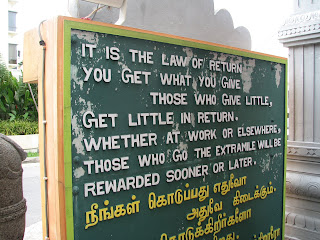 IT IS THE LAW OF RETURN
YOU GET WHAT YOU GIVE
THOSE WHO GIVE LITTLE,
GET LITTLE IN RETURN.
WHETHER AT WORK OR ELSEWHERE,
THOSE WHO GO THE EXTRAMILE WILL BE
REWARDED SOONER OR LATER.
நீங்கள் கொடுப்பது எதுவோ
அதுவே கிடைக்கும்.
கொடுக்கிறீர்களோ